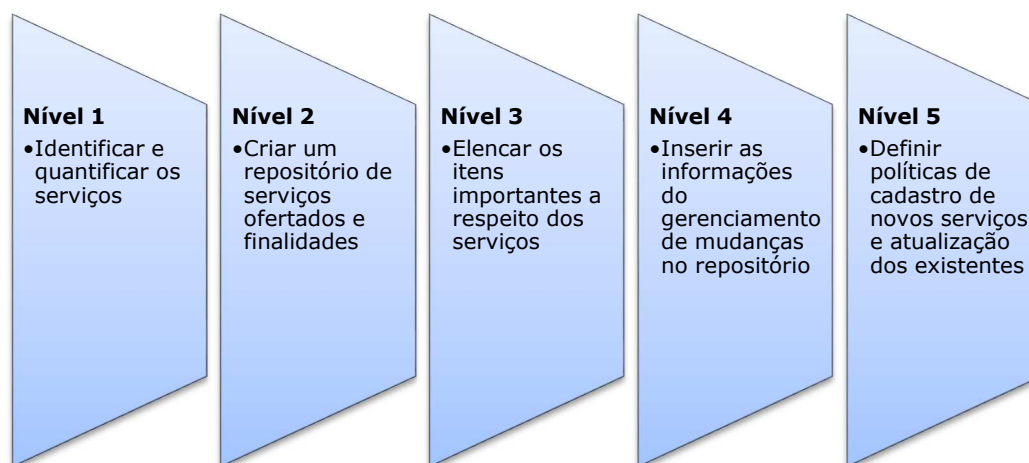 Nível 1
•Identificar e
quantificar os
serviços
Nível 2
•Criar um
repositório de
serviços
ofertados e
finalidades
Nível 3
•Elencar os
itens
importantes a
respeito dos
serviços
Nível 4
•Inserir as
informações
do
gerenciamento
de mudanças
no repositório
Nível 5
•Definir
políticas de
cadastro de
novos serviços
e atualização
dos existentes